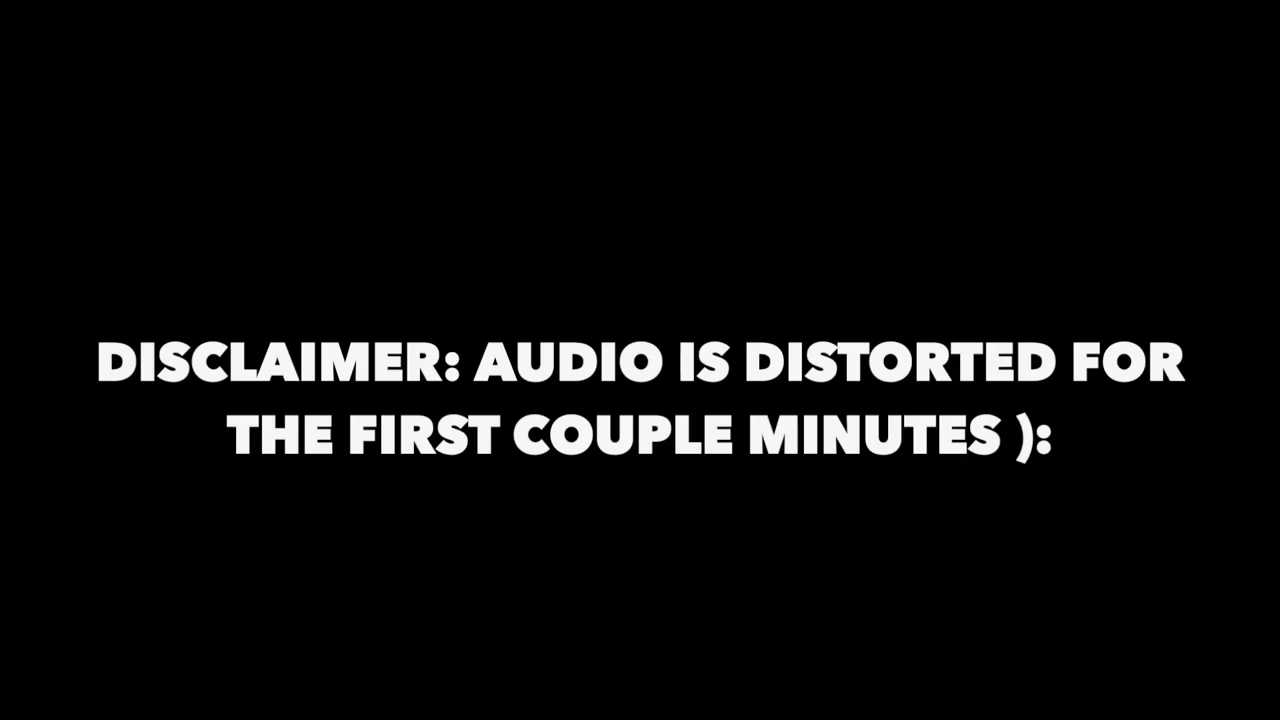 DISCLAIMER: AUDIO IS DISTORTED FOR
THE FIRST COUPLE MINUTES ):